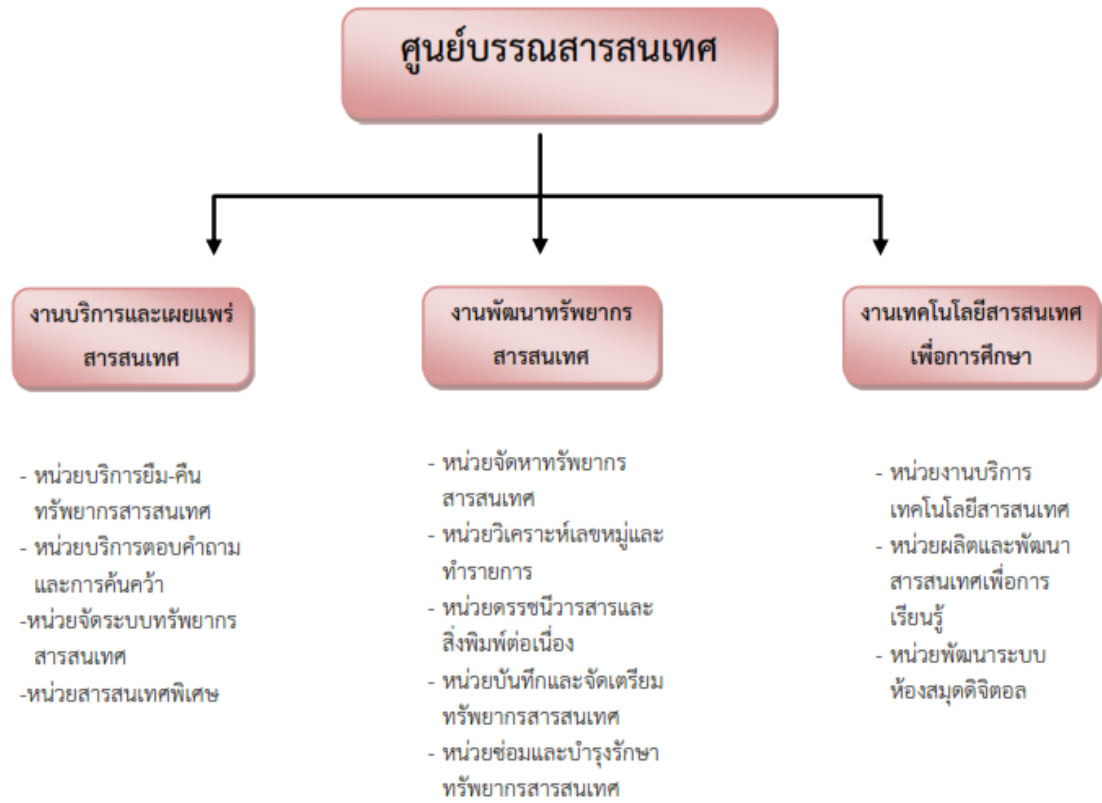 ศูนย์บรรณสารสนเทศ
งานบริการและเผยแพร่
สารสนเทศ
งานพัฒนาทรัพยากร
สารสนเทศ
งานเทคโนโลยีสารสนเทศ
เพื่อการศึกษา
- หน่วยบริการยืม-คืน
ทรัพยากรสารสนเทศ
- หน่วยบริการตอบคำถาม
และการค้นคว้า
-หน่วยจัดระบบทรัพยากร
สารสนเทศ
-หน่วยสารสนเทศพิเศษ
- หน่วยจัดหาทรัพยากร
สารสนเทศ
- หน่วยวิเคราะห์เลขหมู่และ
ทำรายการ
- หน่วยดรรชนีวารสารและ
สิ่งพิมพ์ต่อเนื่อง
- หน่วยบันทึกและจัดเตรียม
ทรัพยากรสารสนเทศ
- หน่วยซ่อมและบำรุงรักษา
ทรัพยากรสารสนเทศ
- หน่วยงานบริการ
เทคโนโลยีสารสนเทศ
- หน่วยผลิตและพัฒนา
สารสนเทศเพื่อการ
เรียนรู้
- หน่วยพัฒนาระบบ
ห้องสมุดดิจิตอล